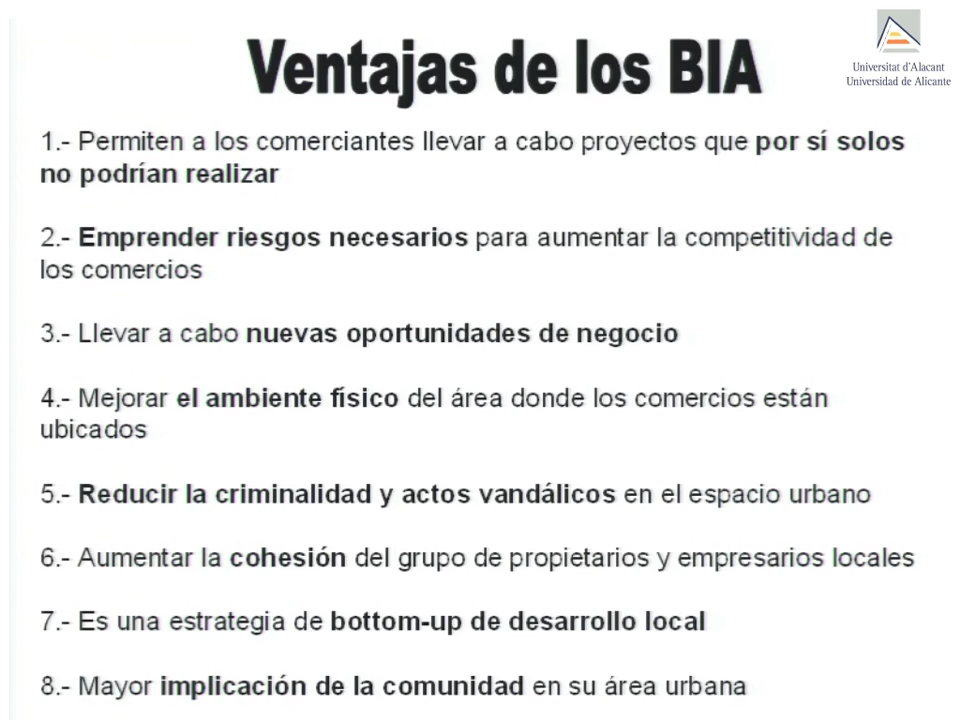 Ventajas de los BIA
Universitat d'Alacant
Universidad de Alicante
1.- Permiten a los comerciantes llevar a cabo proyectos que por sí solos
no podrían realizar
2.- Emprender riesgos necesarios para aumentar la competitividad de
los comercios
3.- Llevar a cabo nuevas oportunidades de negocio
4.- Mejorar el ambiente físico del área donde los comercios están
ubicados
5.- Reducir la criminalidad y actos vandálicos en el espacio urbano
6.- Aumentar la cohesión del grupo de propietarios y empresarios locales
7.- Es una estrategia de bottom-up de desarrollo local
8.- Mayor implicación de la comunidad en su área urbana